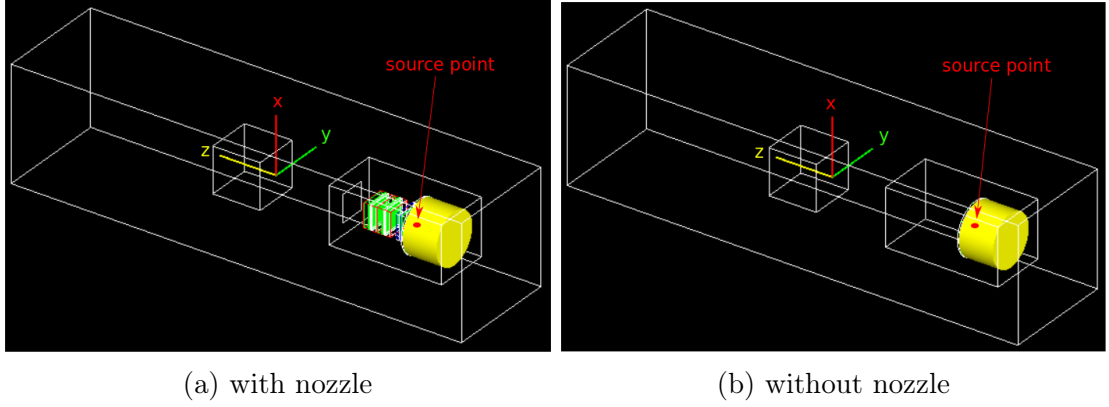 source point
x
y
z
source point
x
y
z
(a) with nozzle
(b) without nozzle